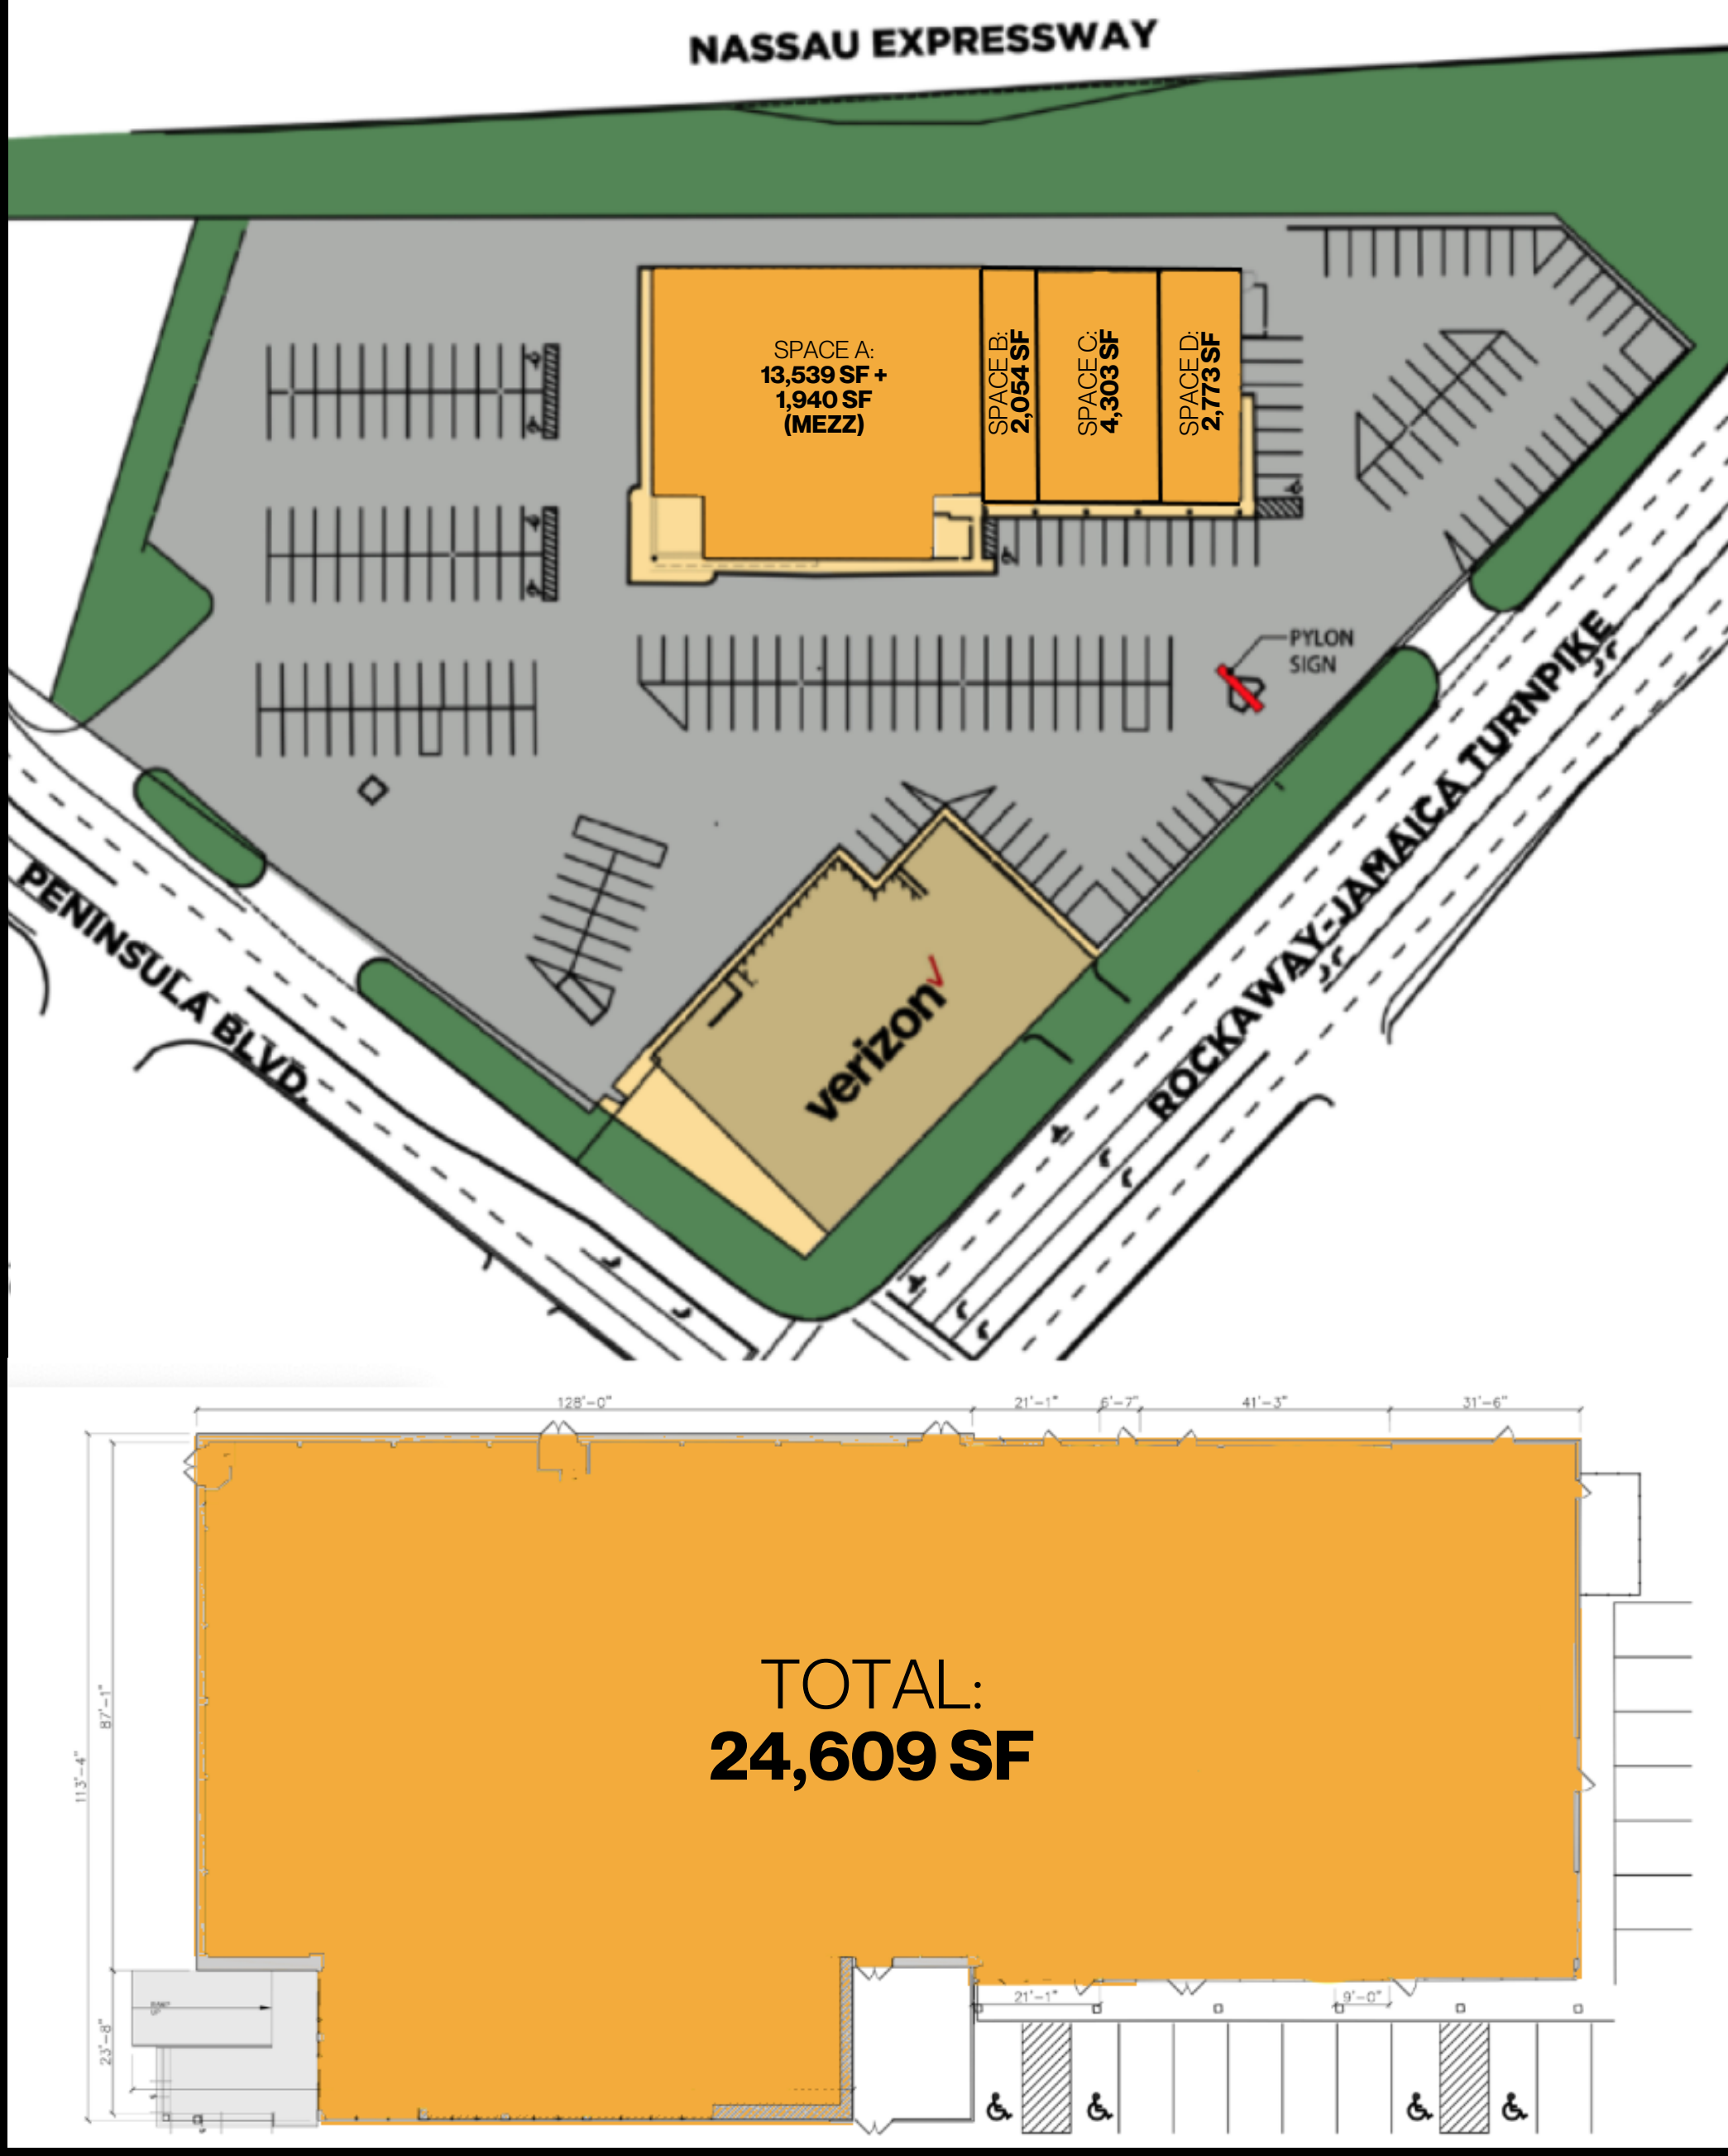 NASSAU EXPRESSWAY
SPACE A:
13,539 SF +
1,940 SF
(MEZZ)
SPACE B:
2,054 SF
SPACE C:
4,303 SF
SPACE D:
2,773 SF
PYLON
SIGN
PENINSULA BLVD.
verizon
ROCKAWAY-JAMAICA TURNPIKE
128'-0"
21'-1"
6'-7"
41'-3"
31'-6"
87'-1"
113'-4"
TOTAL:
24,609 SF
23'-8"
21'-1"
9'-0"